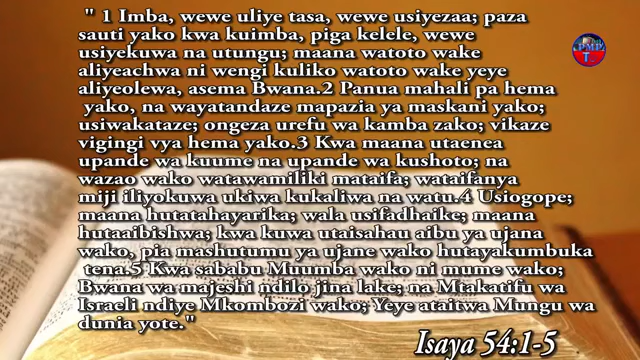 " 1 Imba, wewe uliye tasa, wewe usiyezaa; paza
sauti yako kwa kuimba, piga kelele, wewe
usiyekuwa na utungu; maana watoto wake
aliyeachwa ni wengi kuliko watoto wake yeye
aliyeolewa, asema Bwana.2 Panua mahali pa hema
yako, na wayatandaze mapazia ya maskani yako;
usiwakataze; ongeza urefu wa kamba zako; vikaze
vigingi vya hema yako.3 Kwa maana utaenea
upande wa kuume na upande wa kushoto; na
wazao wako watawamiliki mataifa; wataifanya
miji iliyokuwa ukiwa kukaliwa na watu.4 Usiogope;
maana hutatahayarika; wala usifadhaike; maana
hutaaibishwa; kwa kuwa utaisahau aibu ya ujana
wako, pia mashutumu ya ujane wako hutayakumbuka
tena.5 Kwa sababu Muumba wako ni mume wako;
Bwana wa majeshi ndilo jina lake; na Mtakatifu wa
Israeli ndiye Mkombozi wako; Yeye ataitwa Mungu wa
dunia yote."
Isaya 54:1-5
PMP